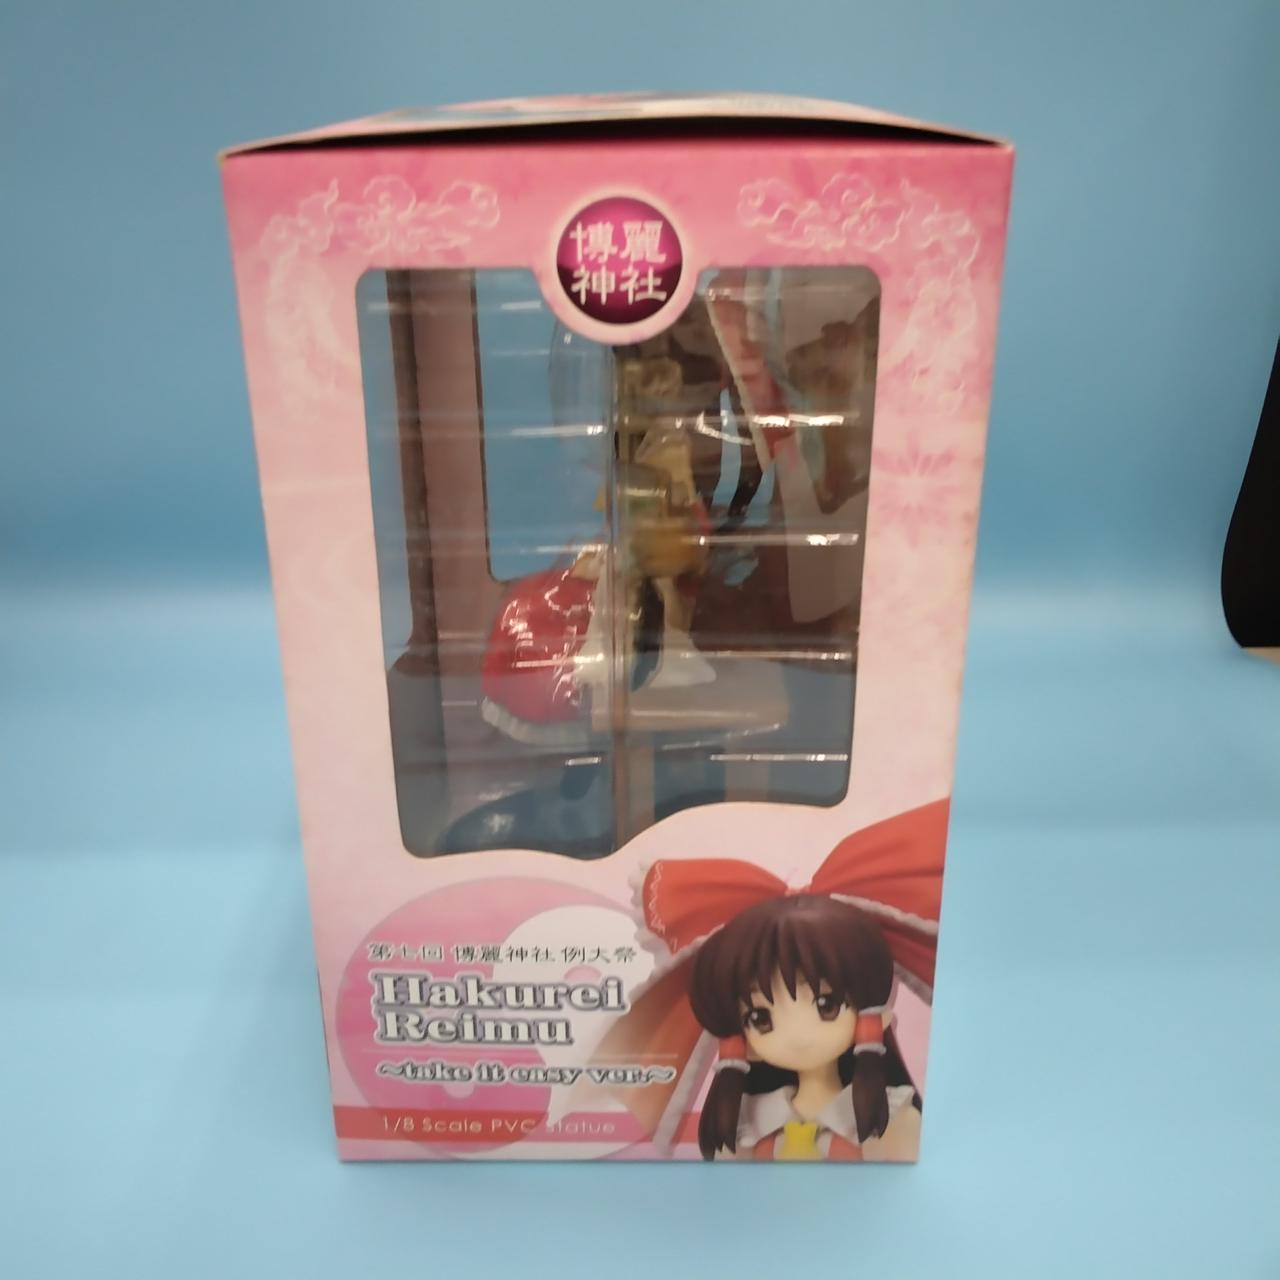 博麗
神社
第七回 博麗神社 例大祭
Hakurei
Reimu
~take it easy ver.~
1/8 Scale PVC Statue